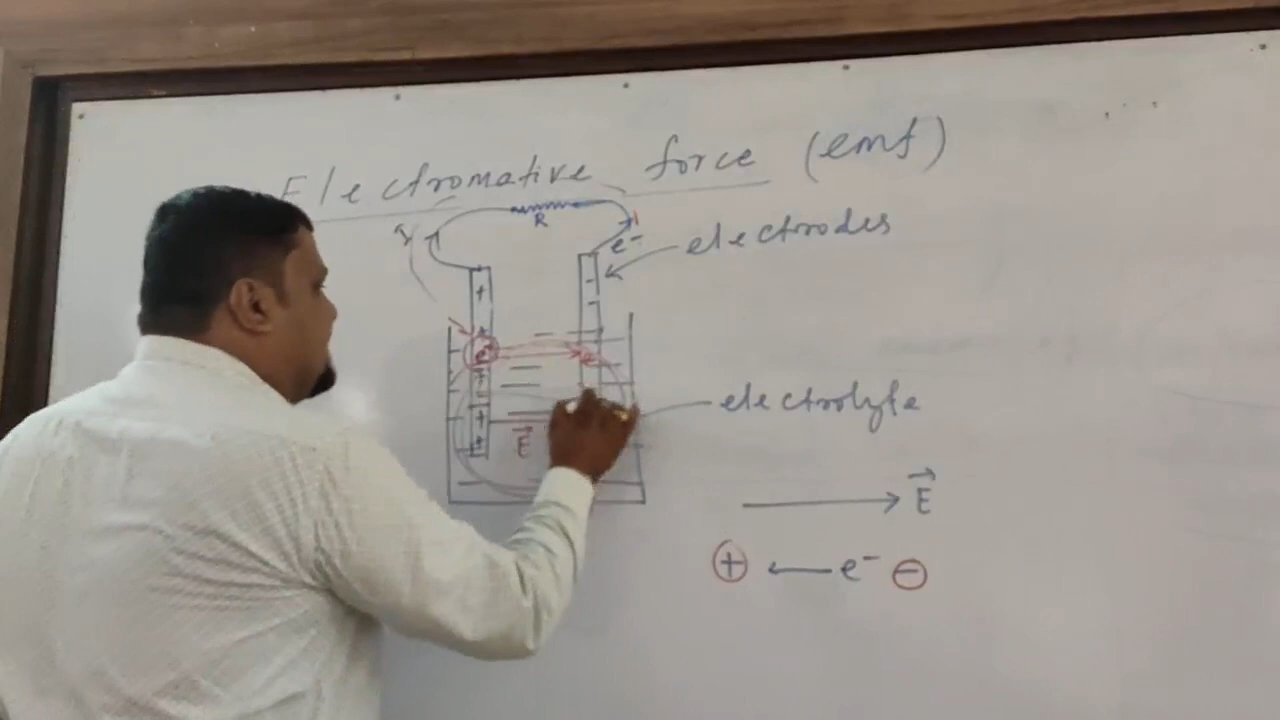 Electromative force (emf)
R
e-
electrodes
+
-
-
electrolyte
+
+
E
E
+ ← e- -